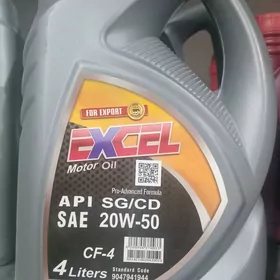 FOR EXPORT
EXCEL
Motor Oil
Pro-Advanced Formula
API SG/CD
SAE 20W-50
CF-4
4 Liters
Standard Code
9047941944